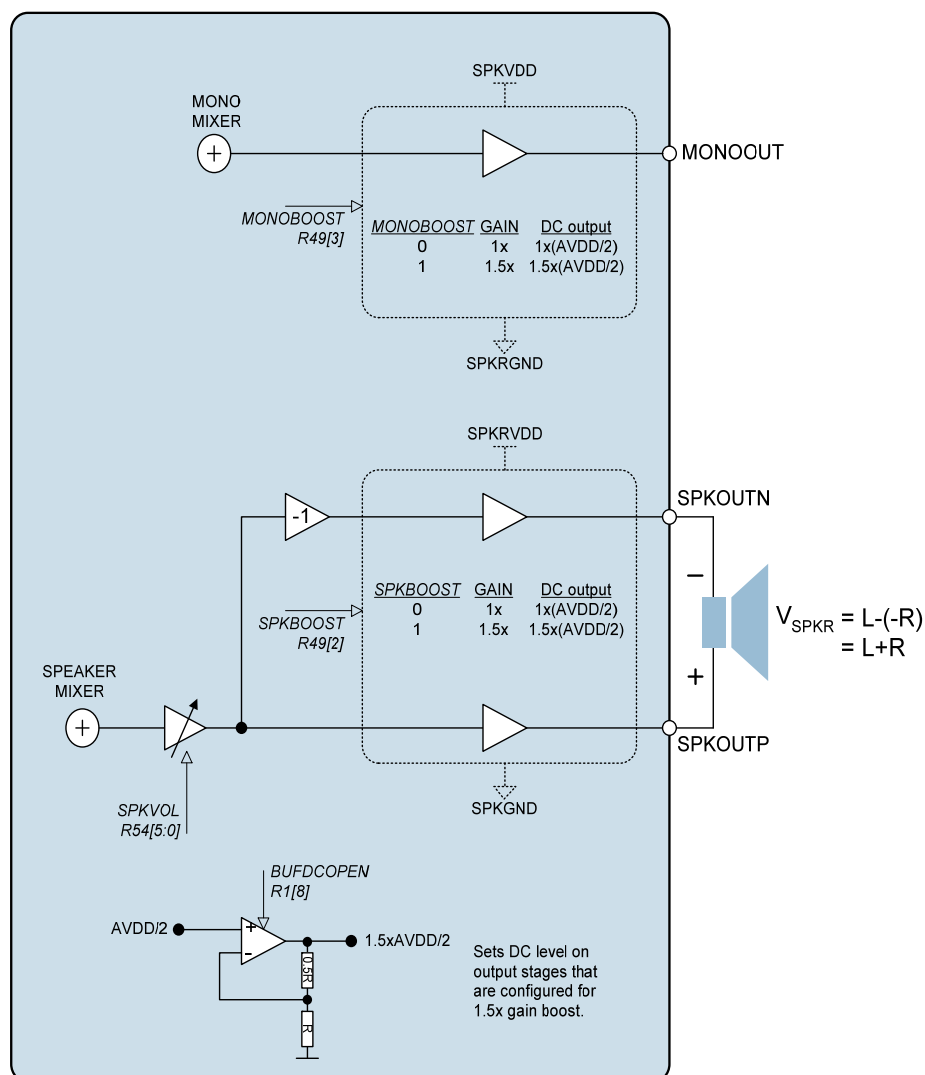 SPKVDD
MONO
MIXER
+
MONOOUT
MONOBOOST
R49[3]
MONOBOOST GAIN DC output
0 1x 1x(AVDD/2)
1 1.5x 1.5x(AVDD/2)
SPKRGND
SPKRVDD
SPKOUTN
-1
SPKBOOST
R49[2]
SPKBOOST GAIN DC output
0 1x 1x(AVDD/2)
1 1.5x 1.5x(AVDD/2)
−
VSPKR = L-(-R)
= L+R
+
SPEAKER
MIXER
+
SPKOUTP
SPKVOL
R54[5:0]
SPKGND
BUFDCOPEN
R1[8]
AVDD/2
+
-
1.5xAVDD/2
0.5R
R
Sets DC level on
output stages that
are configured for
1.5x gain boost.